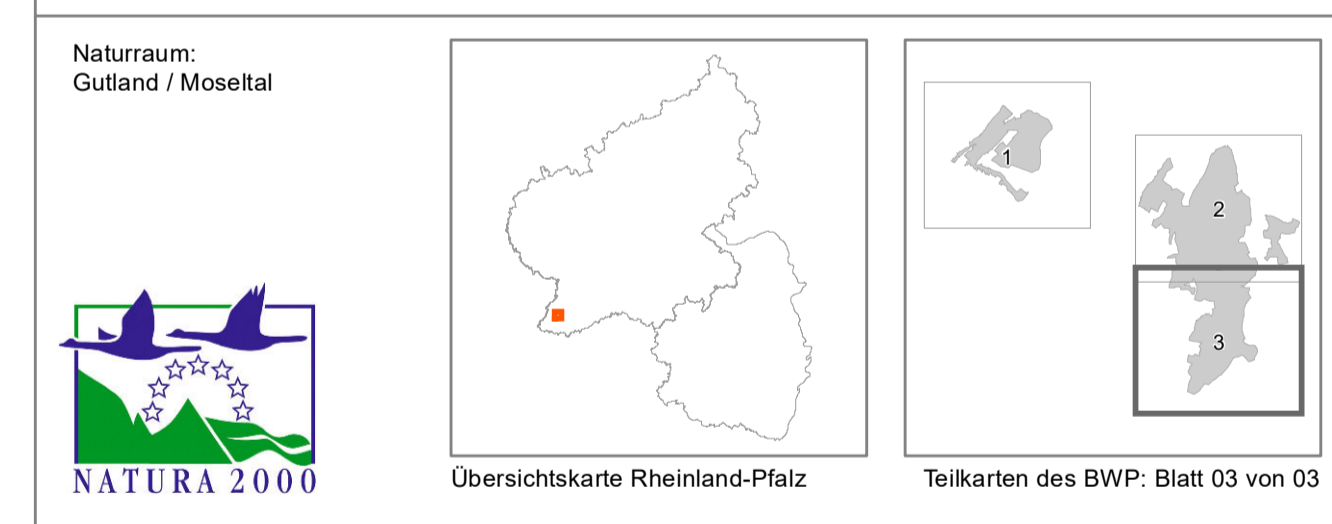 Naturraum:
Gutland / Moseltal
NATURA 2000
Übersichtskarte Rheinland-Pfalz
1
2
3
Teilkarten des BWP: Blatt 03 von 03